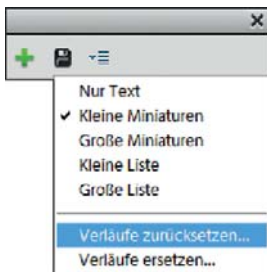 Nur Text
Kleine Miniaturen
Große Miniaturen
Kleine Liste
Große Liste
Verläufe zurücksetzen...
Verläufe ersetzen...